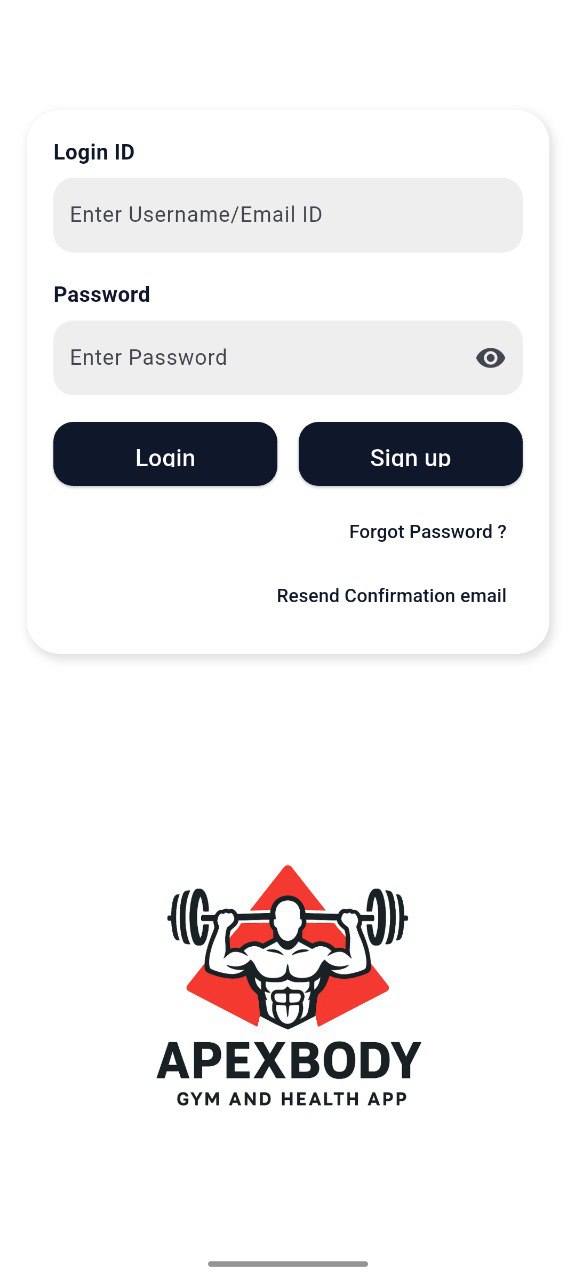 Login ID
Enter Username/Email ID
Password
Enter Password
Login
Sign up
Forgot Password ?
Resend Confirmation email
APEXBODY
GYM AND HEALTH APP